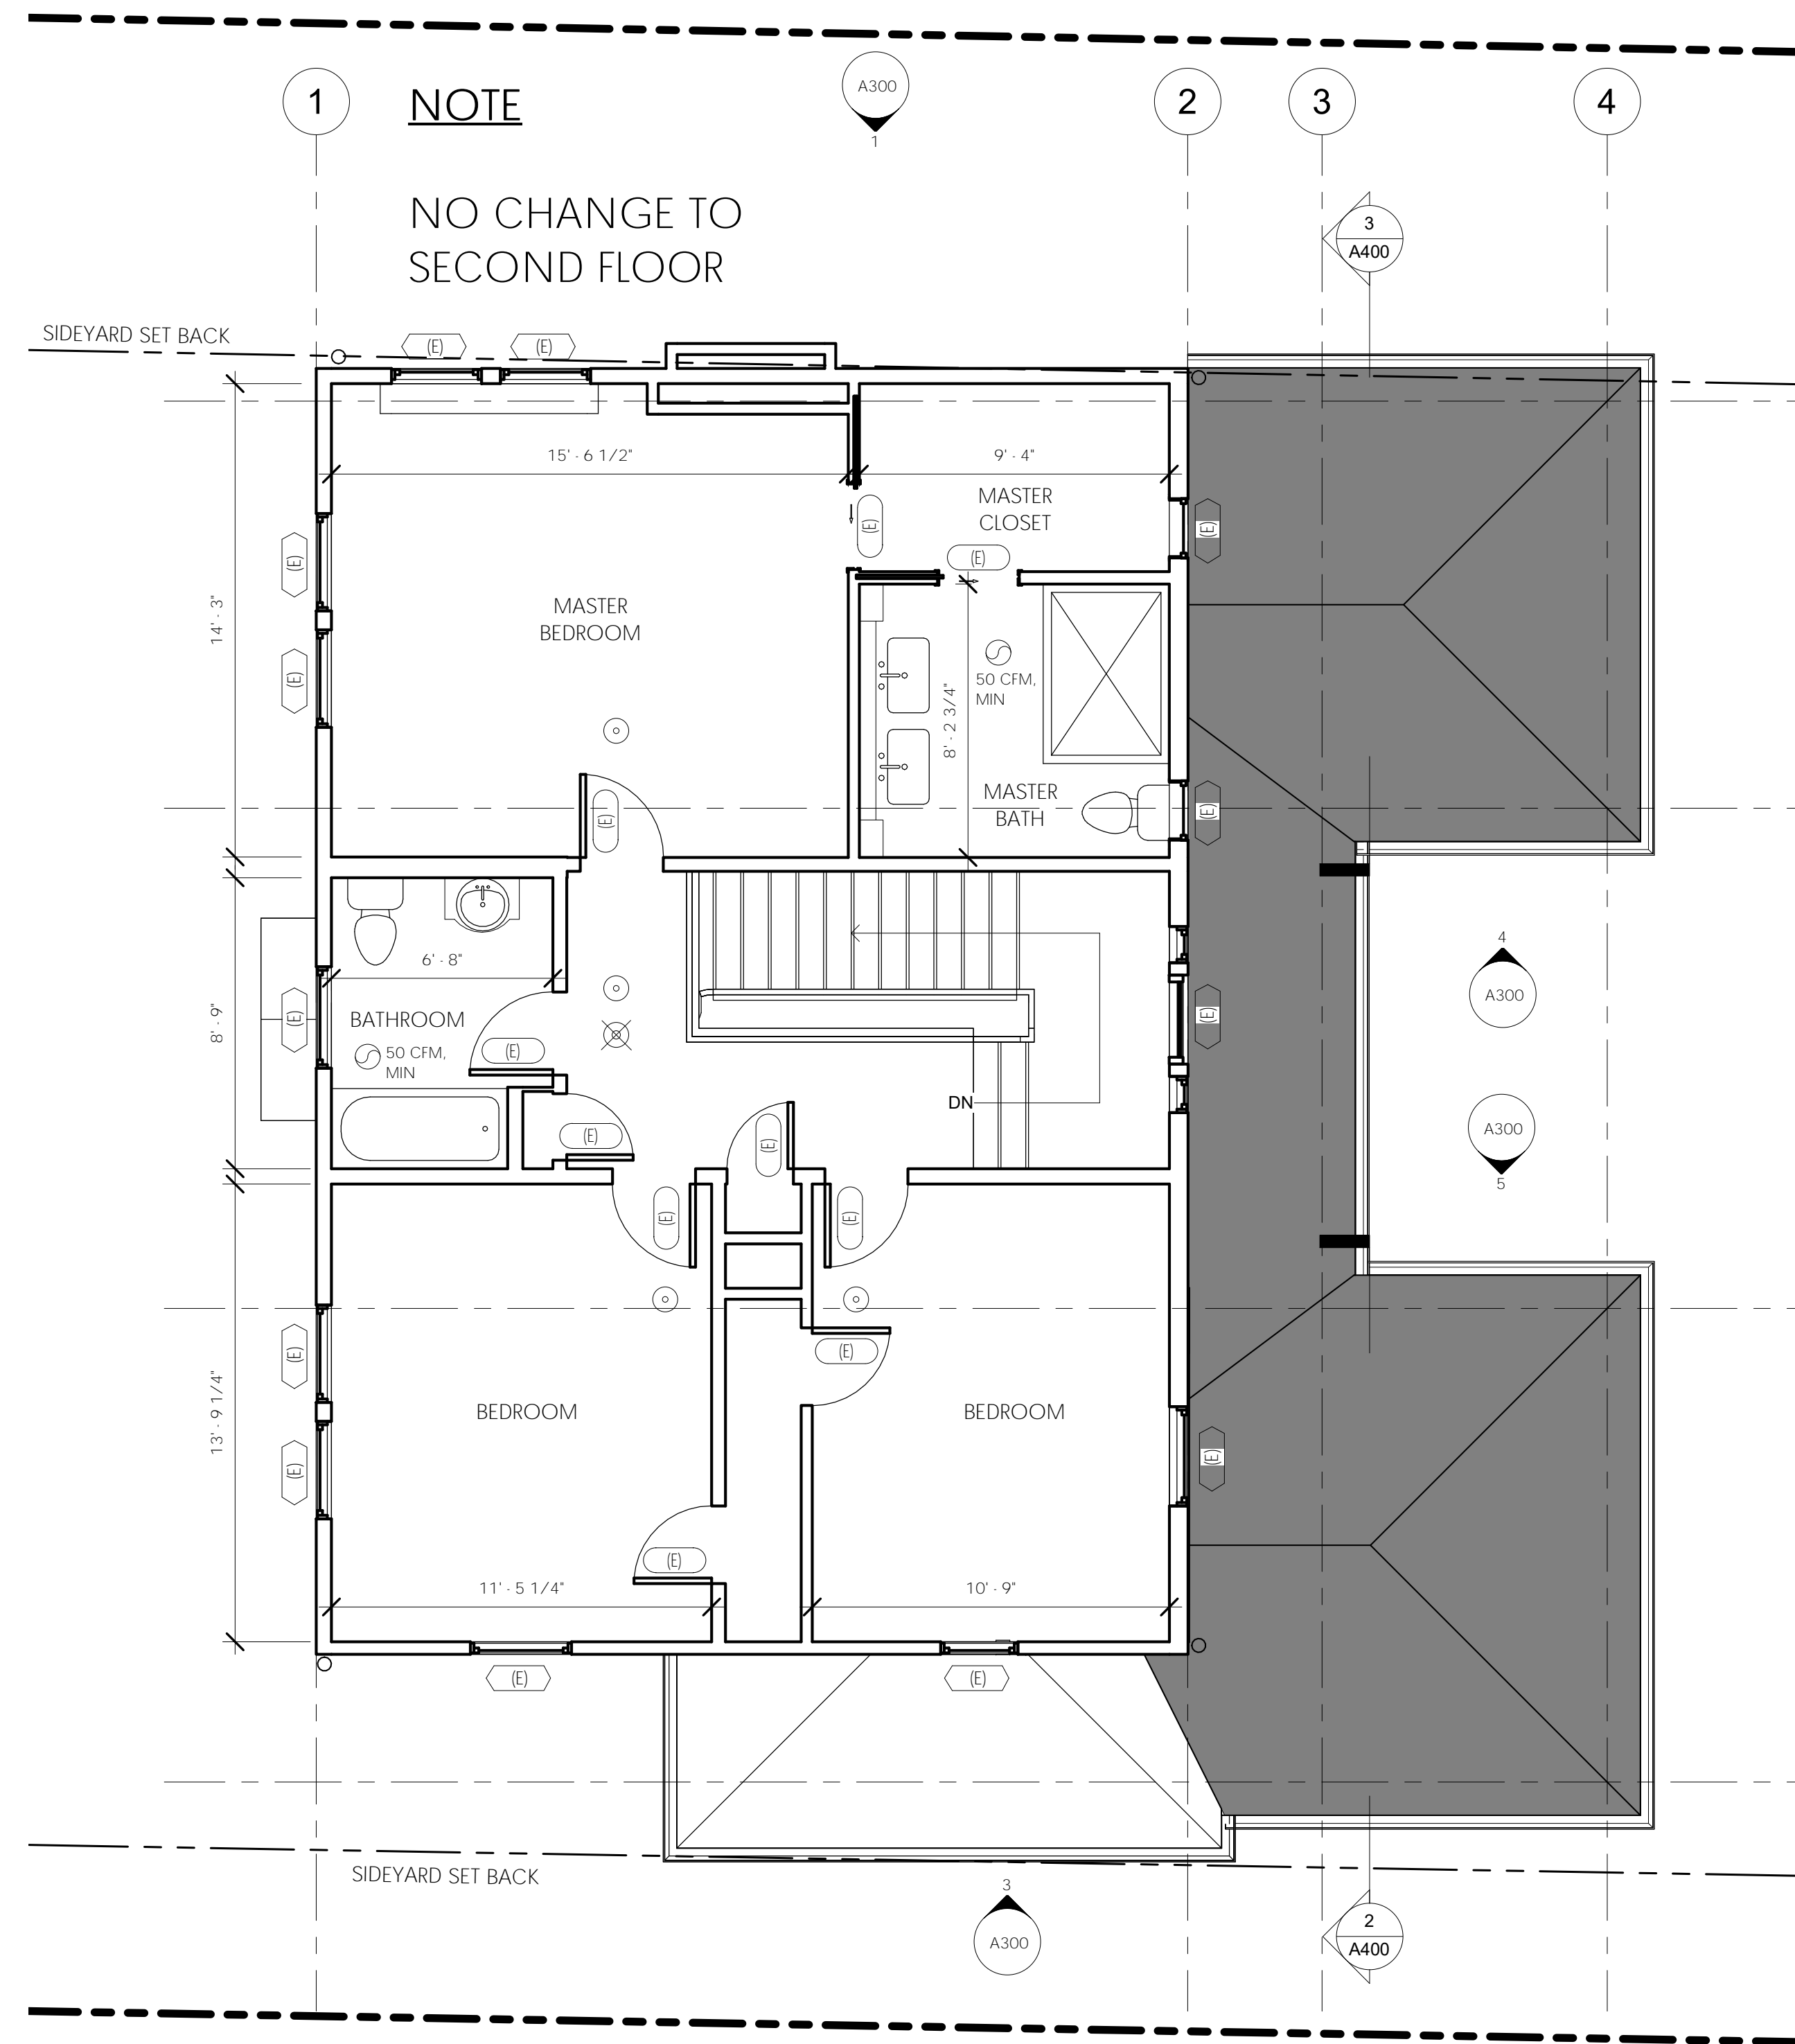 1
NOTE
A300
1
2
3
4
NO CHANGE TO
SECOND FLOOR
3
A400
SIDEYARD SET BACK
(E)
(E)
15' - 6 1/2"
9' - 4"
MASTER
CLOSET
(E)
(E)
(E)
(E)
14' - 3"
MASTER
BEDROOM
(E)
50 CFM,
MIN
8' - 2 3/4"
MASTER
BATH
(E)
(E)
6' - 8"
4
A300
8' - 9"
(E)
BATHROOM
50 CFM,
MIN
(E)
(E)
DN
(E)
(E)
A300
5
(E)
(E)
(E)
(E)
13' - 9 1/4"
BEDROOM
BEDROOM
(E)
(E)
(E)
11' - 5 1/4"
10' - 9"
(E)
(E)
SIDEYARD SET BACK
3
A300
2
A400